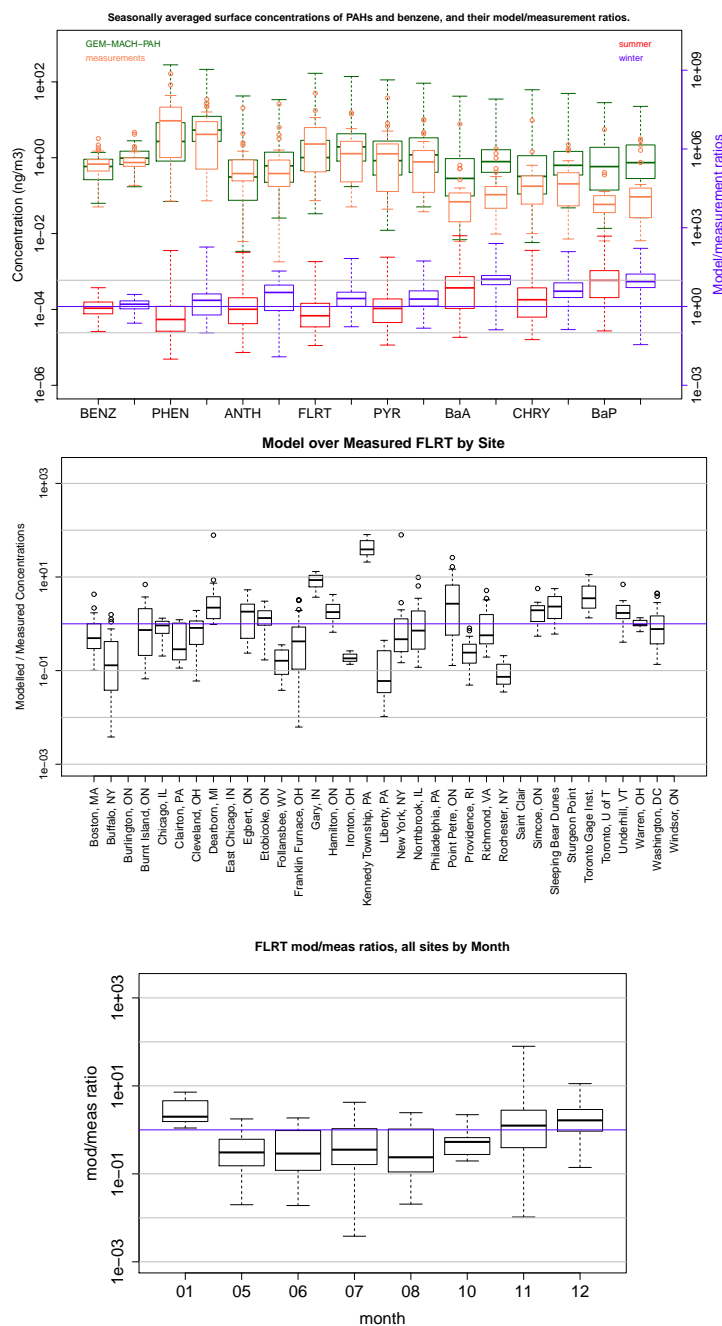 Seasonally averaged surface concentrations of PAHs and benzene, and their model/measurement ratios.
GEM−MACH−PAH
measurements
summer
winter
Concentration (ng/m3)
1e+02
1e+00
1e−02
1e−04
1e−06
Model/measurement ratios
1e+09
1e+06
1e+03
1e+00
1e−03
BENZ
PHEN
ANTH
FLRT
PYR
BaA
CHRY
BaP
Model over Measured FLRT by Site
Modelled / Measured Concentrations
1e+03
1e+01
1e−01
1e−03
Boston, MA
Buffalo, NY
Burlington, ON
Burnt Island, ON
Chicago, IL
Clairton, PA
Cleveland, OH
Dearborn, MI
East Chicago, IN
Egbert, ON
Etobicoke, ON
Follansbee, WV
Franklin Furnace, OH
Gary, IN
Hamilton, ON
Ironton, OH
Kennedy Township, PA
Liberty, PA
New York, NY
Northbrook, IL
Philadelphia, PA
Point Petre, ON
Providence, RI
Richmond, VA
Rochester, NY
Saint Clair
Simcoe, ON
Sleeping Bear Dunes
Sturgeon Point
Toronto Gage Inst.
Toronto, U of T
Underhill, VT
Warren, OH
Washington, DC
Windsor, ON
FLRT mod/meas ratios, all sites by Month
mod/meas ratio
1e+03
1e+01
1e−01
1e−03
01
05
06
07
08
10
11
12
month